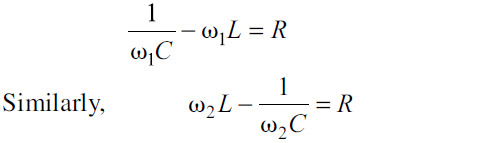 1/(ω₁C) − ω₁L = R
Similarly, ω₂L − 1/(ω₂C) = R